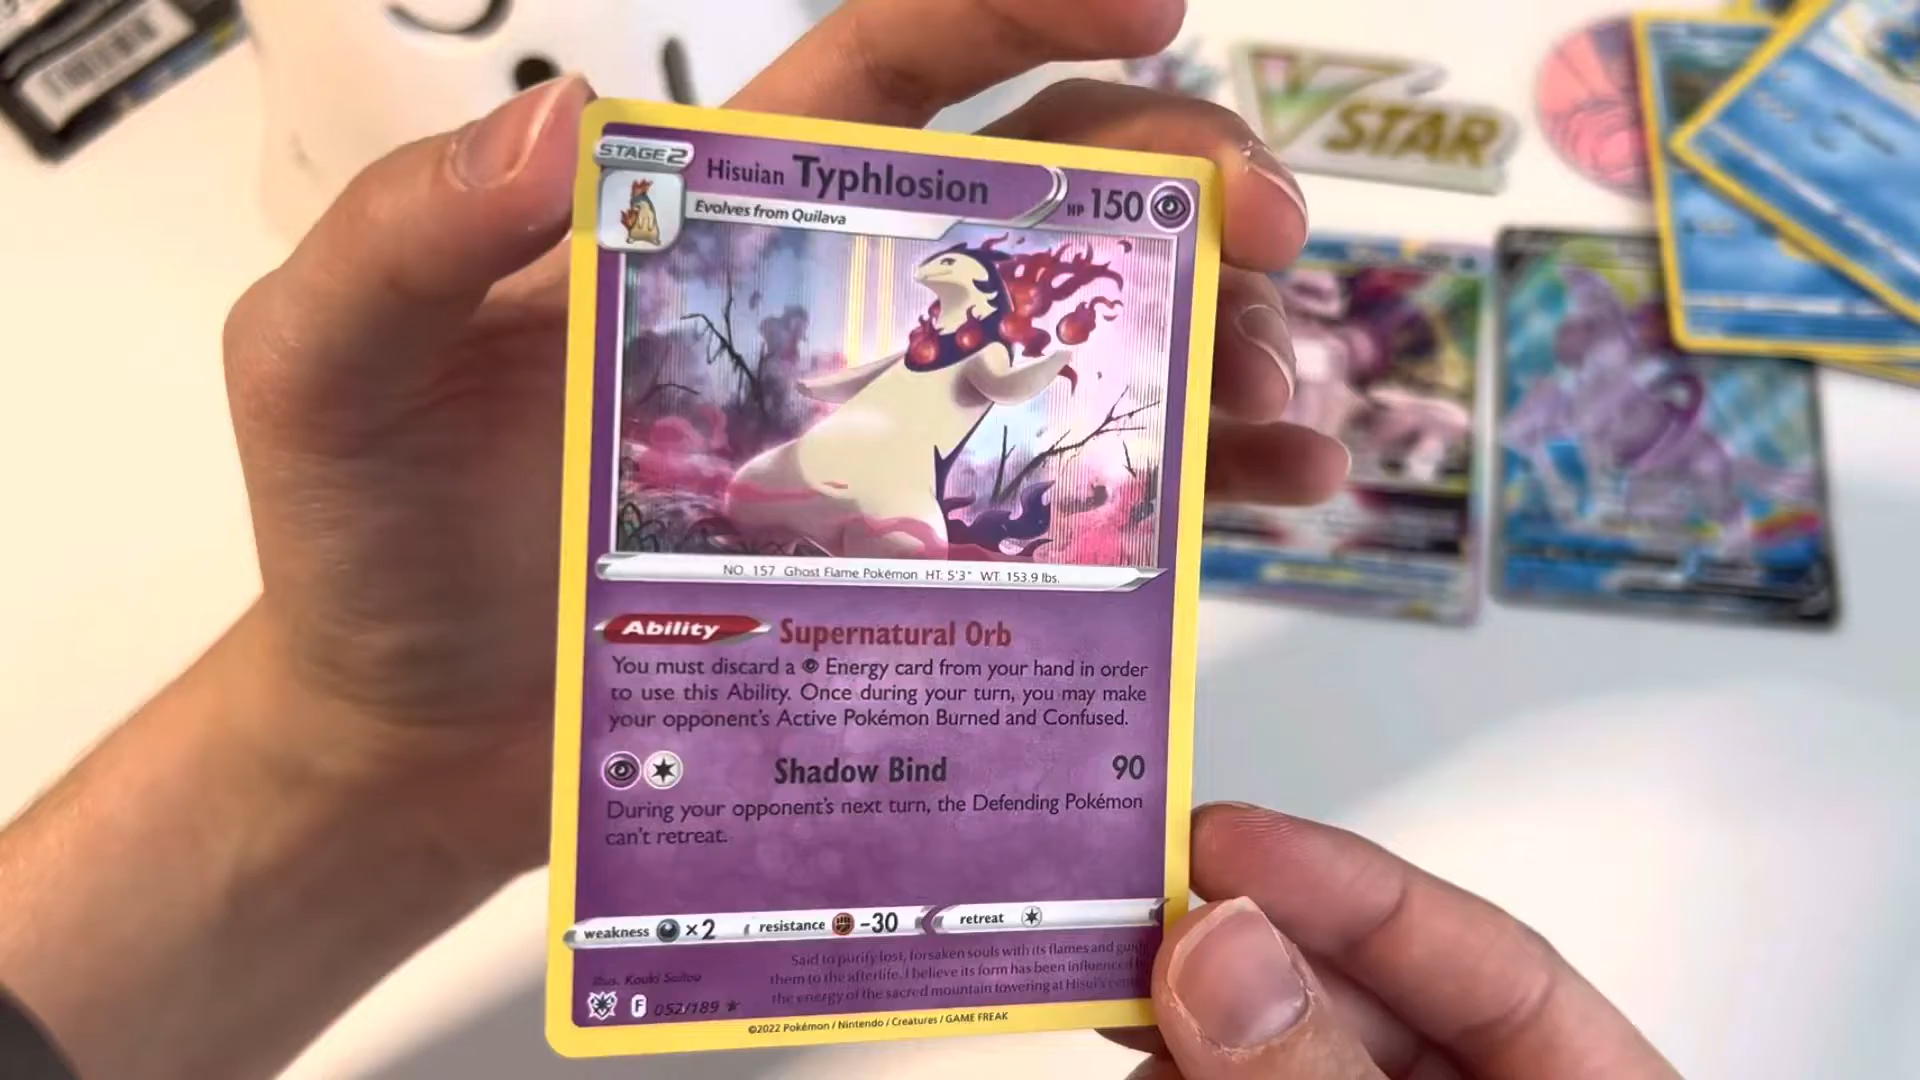 STAGE2
Hisuian Typhlosion
HP 150
Evolves from Quilava
V STAR
NO. 157 Ghost Flame Pokémon HT: 5'3" WT: 153.9 lbs.
Ability Supernatural Orb
You must discard a Energy card from your hand in order
to use this Ability. Once during your turn, you may make
your opponent's Active Pokémon Burned and Confused.
Shadow Bind 90
During your opponent's next turn, the Defending Pokémon
can't retreat.
weakness ×2 resistance -30 retreat
Said to purify lost, forsaken souls with its flames and
them to the afterlife. I believe its form has been influenced
the energy of the sacred mountain towering at Hisui's
Illus. Kouki Saitou
F 052/189
©2022 Pokémon / Nintendo / Creatures / GAME FREAK